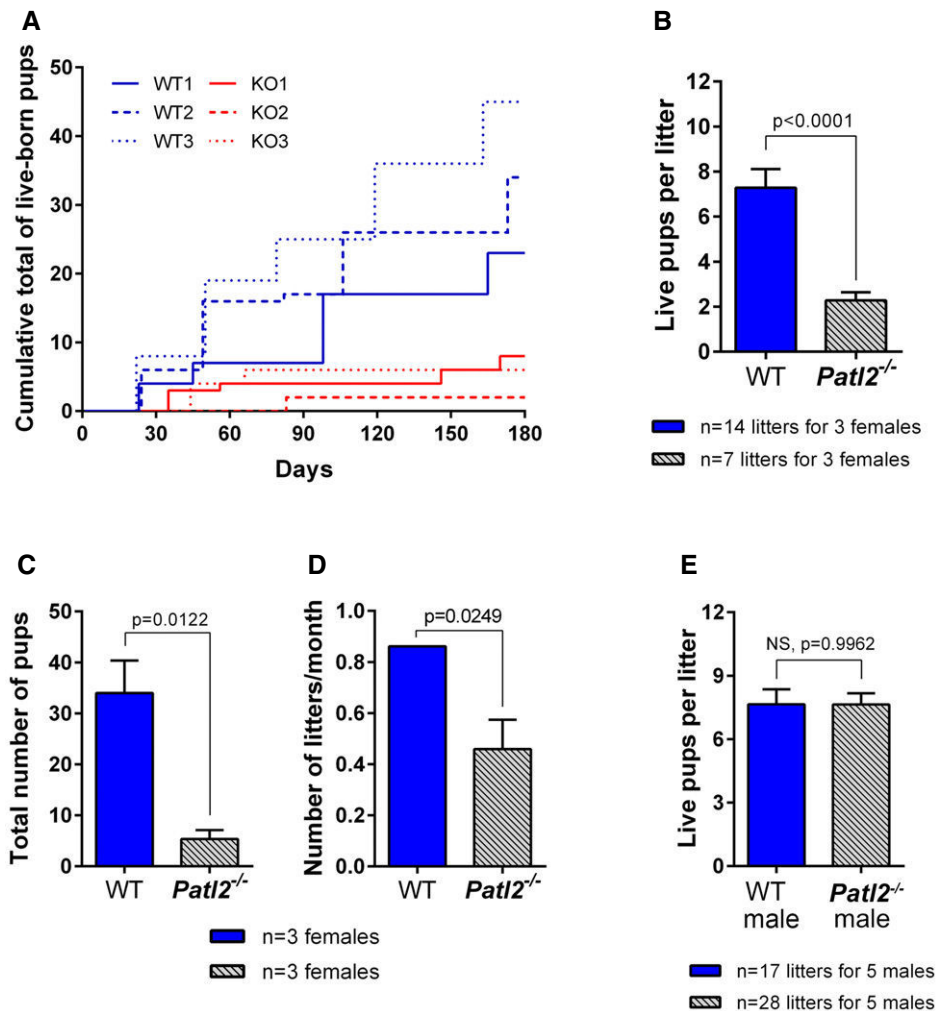 A
Cumulative total of live-born pups
50
40
30
20
10
0
WT1
KO1
WT2
KO2
WT3
KO3
0 30 60 90 120 150 180
Days
B
Live pups per litter
12
10
8
6
4
2
0
p<0.0001
WT Patl2-/-
n=14 litters for 3 females
n=7 litters for 3 females
C
Total number of pups
50
40
30
20
10
0
p=0.0122
WT Patl2-/-
D
Number of litters/month
1.0
0.8
0.6
0.4
0.2
0.0
p=0.0249
WT Patl2-/-
n=3 females
n=3 females
E
Live pups per litter
12
9
6
3
0
NS, p=0.9962
WT male
Patl2-/- male
n=17 litters for 5 males
n=28 litters for 5 males